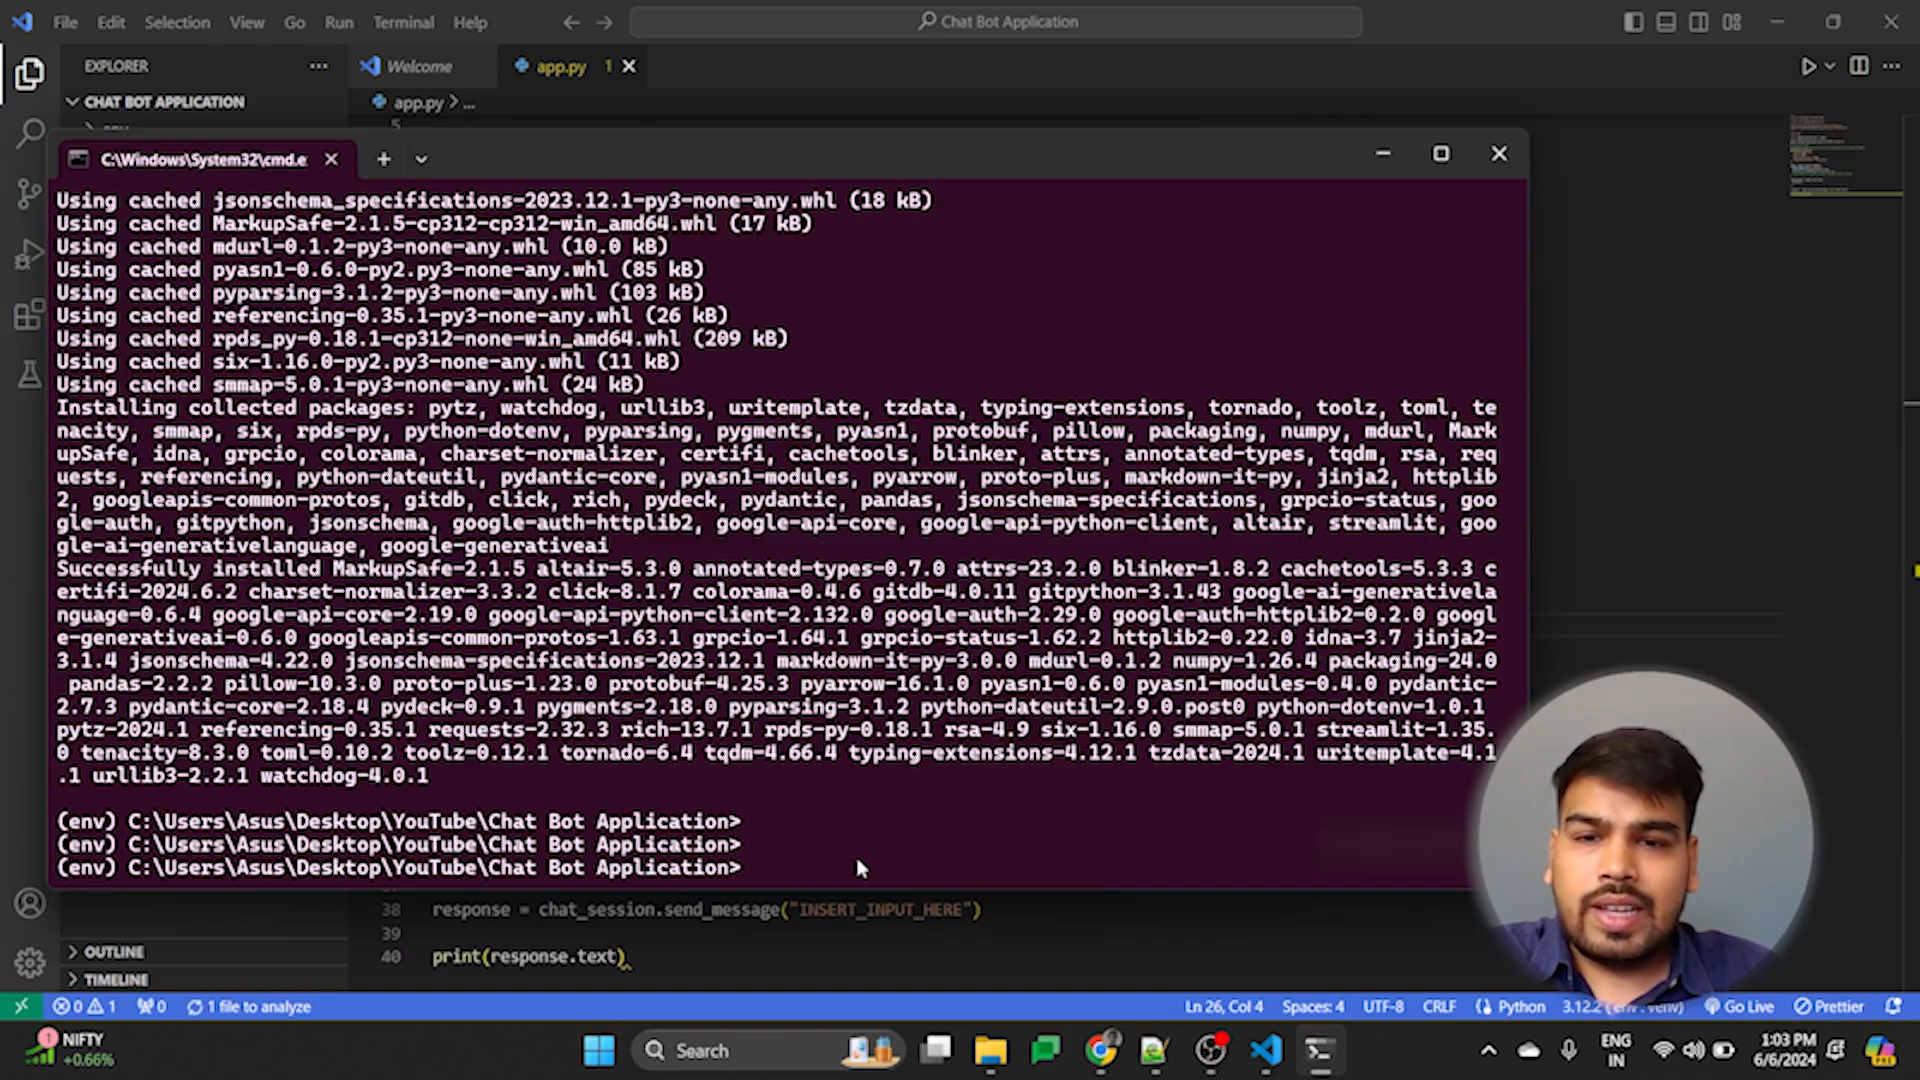 File Edit Selection View Go Run Terminal Help
Chat Bot Application
EXPLORER
Welcome
app.py 1
CHAT BOT APPLICATION
app.py > ...
5
C:\Windows\System32\cmd.e
Using cached jsonschema_specifications-2023.12.1-py3-none-any.whl (18 kB)
Using cached MarkupSafe-2.1.5-cp312-cp312-win_amd64.whl (17 kB)
Using cached mdurl-0.1.2-py3-none-any.whl (10.0 kB)
Using cached pyasn1-0.6.0-py2.py3-none-any.whl (85 kB)
Using cached pyparsing-3.1.2-py3-none-any.whl (103 kB)
Using cached referencing-0.35.1-py3-none-any.whl (26 kB)
Using cached rpds_py-0.18.1-cp312-none-win_amd64.whl (209 kB)
Using cached six-1.16.0-py2.py3-none-any.whl (11 kB)
Using cached smmap-5.0.1-py3-none-any.whl (24 kB)
Installing collected packages: pytz, watchdog, urllib3, uritemplate, tzdata, typing-extensions, tornado, toolz, toml, te
nacity, smmap, six, rpds-py, python-dotenv, pyparsing, pygments, pyasn1, protobuf, pillow, packaging, numpy, mdurl, Mark
upSafe, idna, grpcio, colorama, charset-normalizer, certifi, cachetools, blinker, attrs, annotated-types, tqdm, rsa, req
uests, referencing, python-dateutil, pydantic-core, pyasn1-modules, pyarrow, proto-plus, markdown-it-py, jinja2, httplib
2, googleapis-common-protos, gitdb, click, rich, pydeck, pydantic, pandas, jsonschema-specifications, grpcio-status, goo
gle-auth, gitpython, jsonschema, google-auth-httplib2, google-api-core, google-api-python-client, altair, streamlit, goo
gle-ai-generativelanguage, google-generativeai
Successfully installed MarkupSafe-2.1.5 altair-5.3.0 annotated-types-0.7.0 attrs-23.2.0 blinker-1.8.2 cachetools-5.3.3 c
ertifi-2024.6.2 charset-normalizer-3.3.2 click-8.1.7 colorama-0.4.6 gitdb-4.0.11 gitpython-3.1.43 google-ai-generativela
nguage-0.6.4 google-api-core-2.19.0 google-api-python-client-2.132.0 google-auth-2.29.0 google-auth-httplib2-0.2.0 googl
e-generativeai-0.6.0 googleapis-common-protos-1.63.1 grpcio-1.64.1 grpcio-status-1.62.2 httplib2-0.22.0 idna-3.7 jinja2-
3.1.4 jsonschema-4.22.0 jsonschema-specifications-2023.12.1 markdown-it-py-3.0.0 mdurl-0.1.2 numpy-1.26.4 packaging-24.0
pandas-2.2.2 pillow-10.3.0 proto-plus-1.23.0 protobuf-4.25.3 pyarrow-16.1.0 pyasn1-0.6.0 pyasn1-modules-0.4.0 pydantic-
2.7.3 pydantic-core-2.18.4 pydeck-0.9.1 pygments-2.18.0 pyparsing-3.1.2 python-dateutil-2.9.0.post0 python-dotenv-1.0.1
pytz-2024.1 referencing-0.35.1 requests-2.32.3 rich-13.7.1 rpds-py-0.18.1 rsa-4.9 six-1.16.0 smmap-5.0.1 streamlit-1.35.
0 tenacity-8.3.0 toml-0.10.2 toolz-0.12.1 tornado-6.4 tqdm-4.66.4 typing-extensions-4.12.1 tzdata-2024.1 uritemplate-4.1
.1 urllib3-2.2.1 watchdog-4.0.1
(env) C:\Users\Asus\Desktop\YouTube\Chat Bot Application>
(env) C:\Users\Asus\Desktop\YouTube\Chat Bot Application>
(env) C:\Users\Asus\Desktop\YouTube\Chat Bot Application>
38 response = chat_session.send_message("INSERT_INPUT_HERE")
39
40 print(response.text)
OUTLINE
TIMELINE
0 1 0 1 file to analyze
Ln 26, Col 4 Spaces: 4 UTF-8 CRLF Python 3.12.2 Go Live Prettier
1
NIFTY
+0.66%
Search
ENG
IN
1:03 PM
6/6/2024
PRE